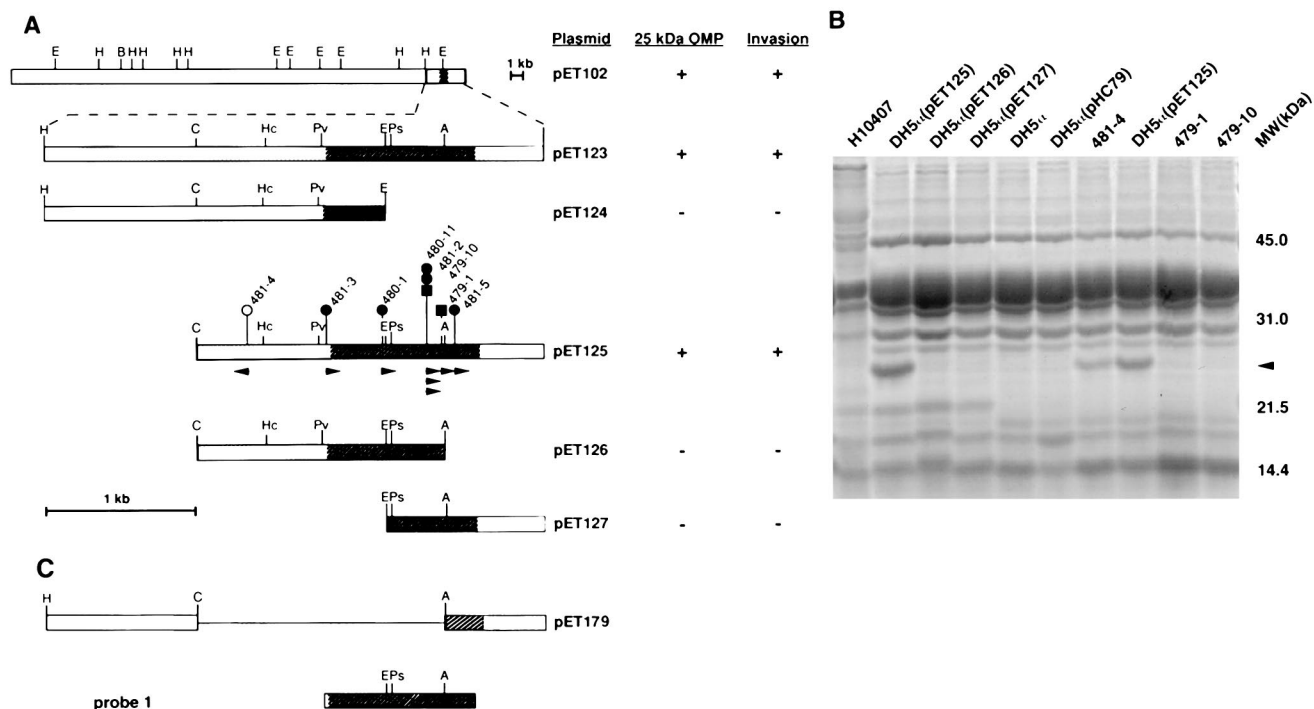 A
Plasmid 25 kDa OMP Invasion
E H B H H H H E E E E H H E
1 kb
pET102 + +
H C Hc Pv E Ps A
pET123 + +
H C Hc Pv E
pET124 - -
481-4 481-3 480-1 480-11 481-2 479-10 479-1 481-5
C Hc Pv E Ps A
pET125 + +
C Hc Pv E Ps A
pET126 - -
1 kb
E Ps A
pET127 - -
B
H10407 DH5α(pET125) DH5α(pET126) DH5α(pET127) DH5α DH5α(pHC79) 481-4 DH5α(pET125) 479-1 479-10 MW(kDa)
45.0
31.0
21.5
14.4
C
H C A
pET179
E Ps A
probe 1